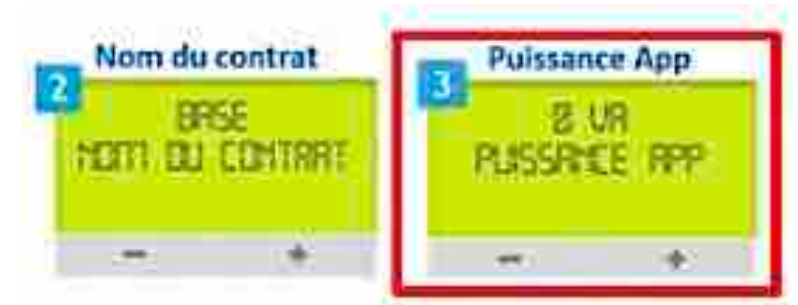 Nom du contrat
2
BASE
NOM DU CONTRAT
- +
Puissance App
3
0 VA
PUISSANCE APP
- +